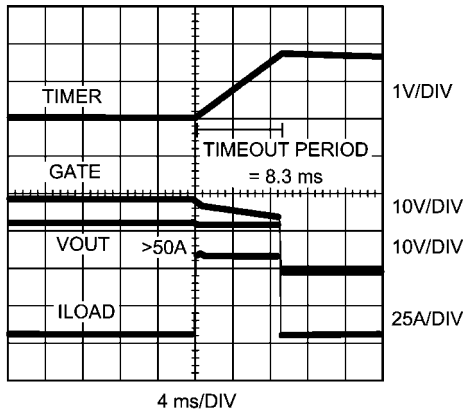 TIMER
1V/DIV
TIMEOUT PERIOD
= 8.3 ms
GATE
10V/DIV
VOUT
>50A
10V/DIV
ILOAD
25A/DIV
4 ms/DIV